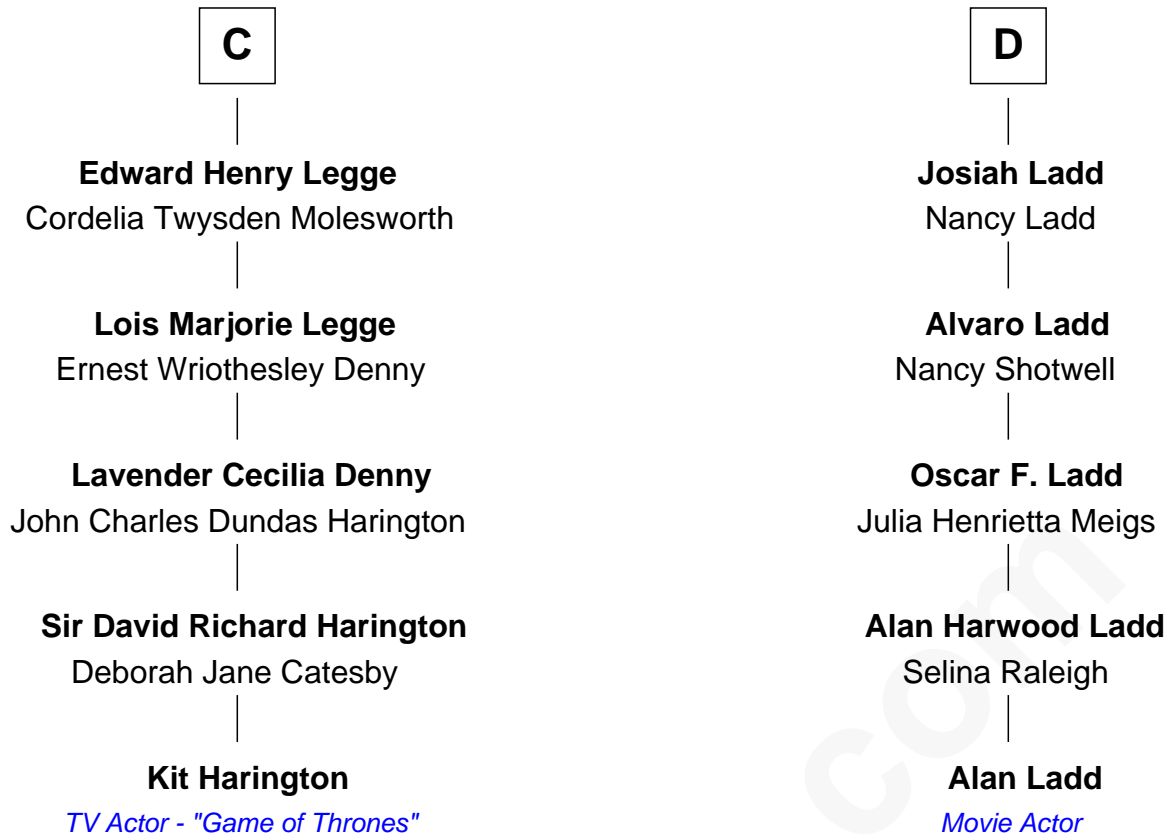 C
Edward Henry Legge
Cordelia Twysden Molesworth
Lois Marjorie Legge
Ernest Wriothesley Denny
Lavender Cecilia Denny
John Charles Dundas Harington
Sir David Richard Harington
Deborah Jane Catesby
Kit Harington
TV Actor - "Game of Thrones"
D
Josiah Ladd
Nancy Ladd
Alvaro Ladd
Nancy Shotwell
Oscar F. Ladd
Julia Henrietta Meigs
Alan Harwood Ladd
Selina Raleigh
Alan Ladd
Movie Actor
com